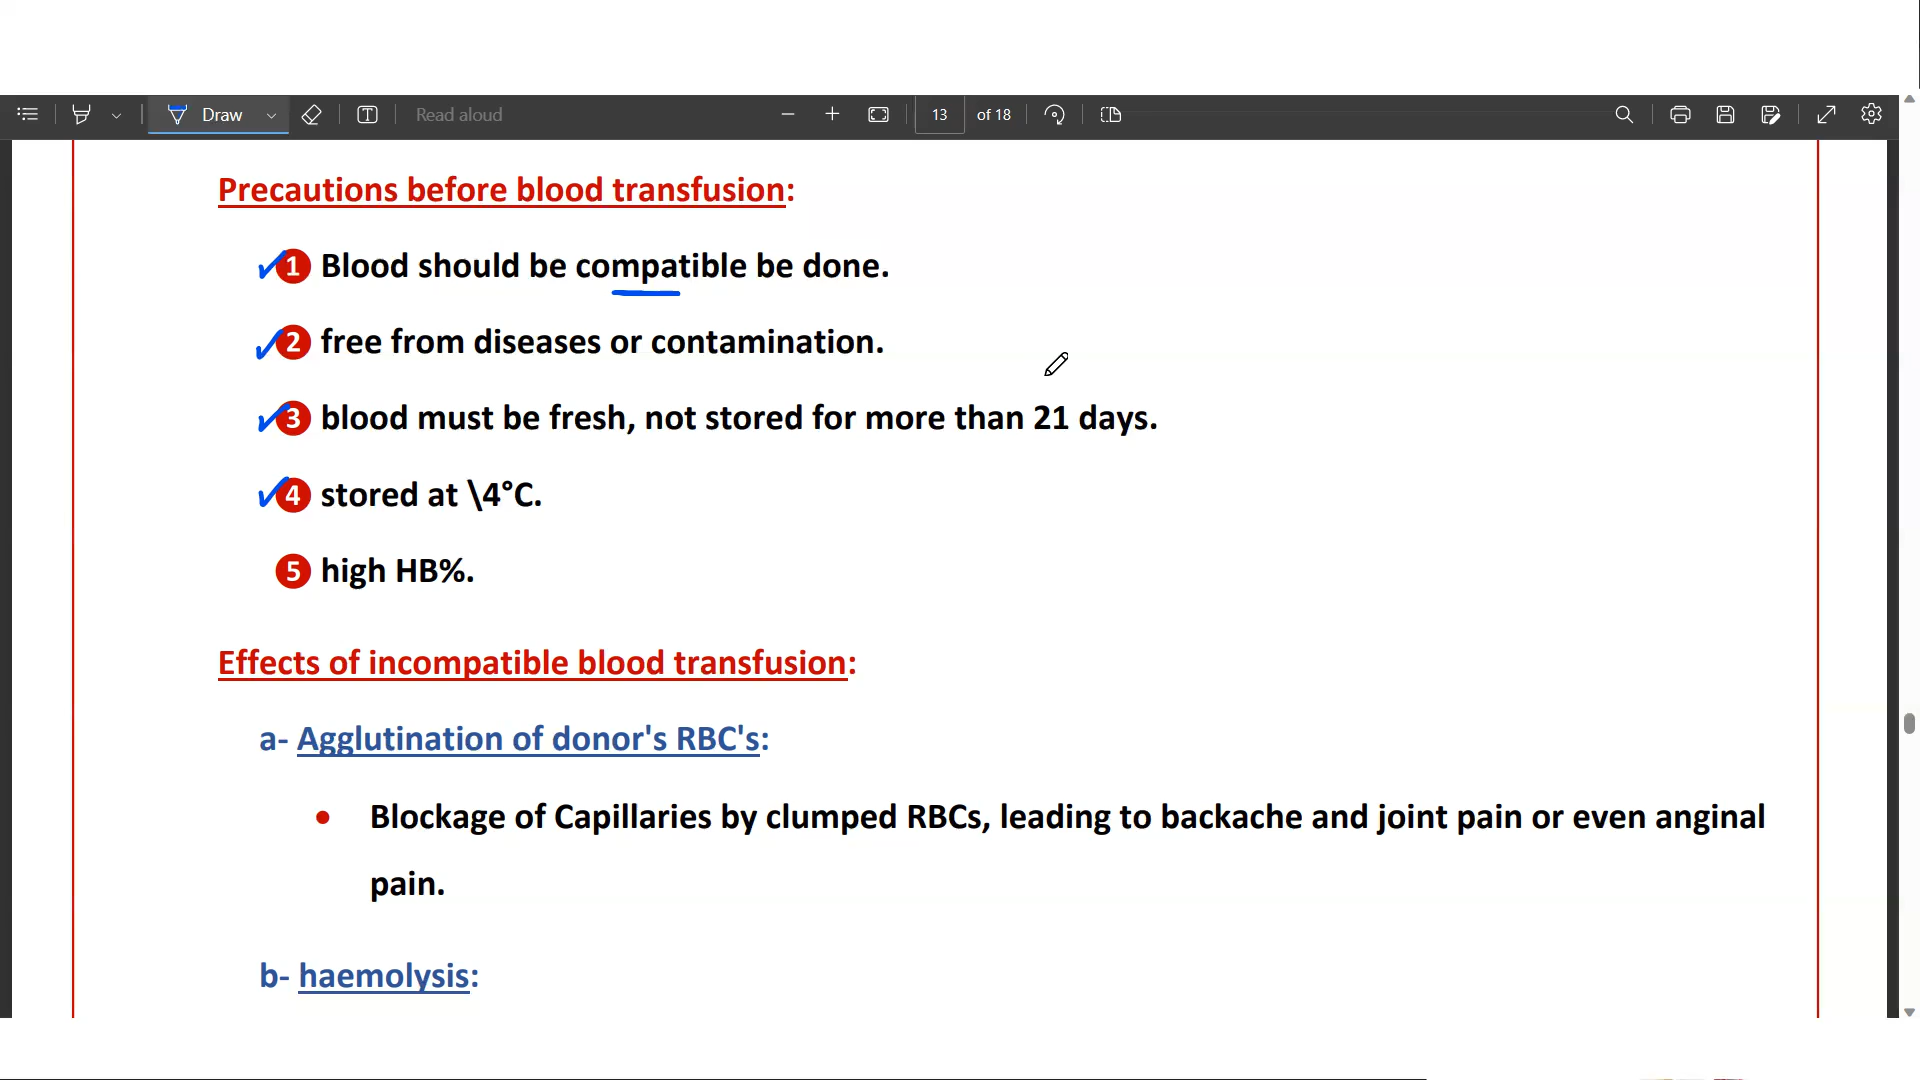 Draw
Read aloud
13 of 18
Precautions before blood transfusion:
1 Blood should be compatible be done.
2 free from diseases or contamination.
3 blood must be fresh, not stored for more than 21 days.
4 stored at \4°C.
5 high HB%.
Effects of incompatible blood transfusion:
a- Agglutination of donor's RBC's:
• Blockage of Capillaries by clumped RBCs, leading to backache and joint pain or even anginal
pain.
b- haemolysis: